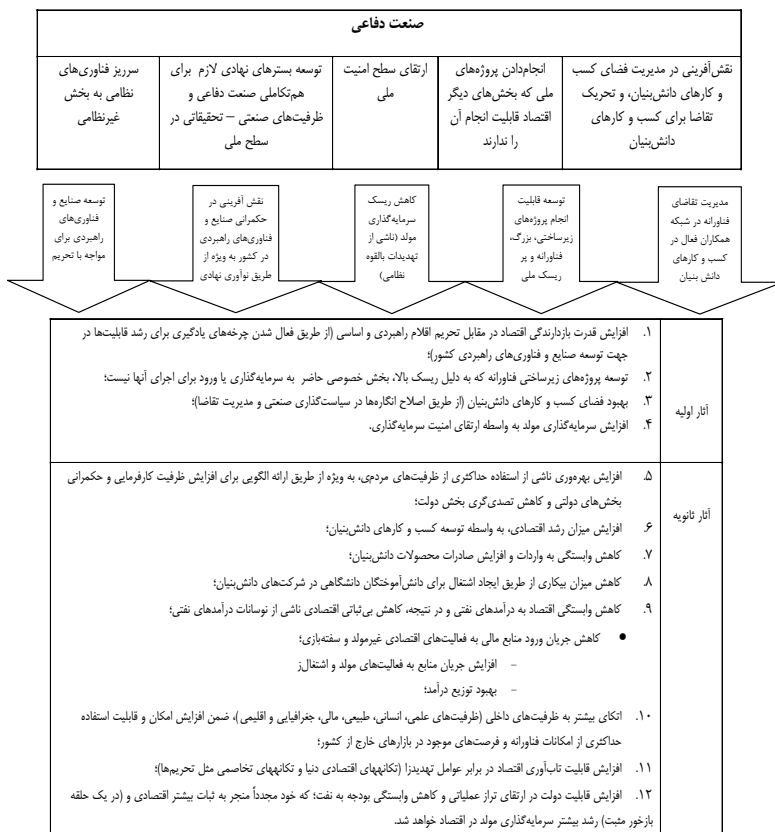 صنعت دفاعی
نقش‌آفرینی در مدیریت فضای کسب
و کارهای دانش‌بنیان، و تحریک
تقاضا برای کسب و کارهای
دانش‌بنیان
انجام‌دادن پروژه‌های
ملی که بخش‌های دیگر
اقتصاد قابلیت انجام آن
را ندارند
ارتقای سطح امنیت
ملی
توسعه بسترهای نهادی لازم برای
هم‌تکاملی صنعت دفاعی و
ظرفیت‌های صنعتی – تحقیقاتی در
سطح ملی
سرریز فناوری‌های
نظامی به بخش
غیرنظامی
مدیریت تقاضای
فناورانه در شبکه
همکاران فعال در
کسب و کارهای
دانش بنیان
توسعه قابلیت
انجام پروژه‌های
زیرساختی، بزرگ،
فناورانه و پر
ریسک ملی
کاهش ریسک
سرمایه‌گذاری
مولد (ناشی از
تهدیدات بالقوه
نظامی)
نقش آفرینی در
حکمرانی صنایع و
فناوری‌های راهبردی
در کشور به ویژه از
طریق نوآوری نهادی
توسعه صنایع و
فناوری‌های
راهبردی برای
مواجه با تحریم
آثار اولیه
۱. افزایش قدرت بازدارندگی اقتصاد در مقابل تحریم اقلام راهبردی و اساسی (از طریق فعال شدن چرخه‌های یادگیری برای رشد قابلیت‌ها در
جهت توسعه صنایع و فناوری‌های راهبردی کشور)؛
۲. توسعه پروژه‌های زیرساختی فناورانه که به دلیل ریسک بالا، بخش خصوصی حاضر به سرمایه‌گذاری یا ورود برای اجرای آنها نیست؛
۳. بهبود فضای کسب و کارهای دانش‌بنیان (از طریق اصلاح انگاره‌ها در سیاست‌گذاری صنعتی و مدیریت تقاضا)؛
۴. افزایش سرمایه‌گذاری مولد به واسطه ارتقای امنیت سرمایه‌گذاری.
آثار ثانویه
۵. افزایش بهره‌وری ناشی از استفاده حداکثری از ظرفیت‌های مردمی، به ویژه از طریق ارائه الگویی برای افزایش ظرفیت کارفرمایی و حکمرانی
بخش‌های دولتی و کاهش تصدی‌گری بخش دولت؛
۶. افزایش میزان رشد اقتصادی، به واسطه توسعه کسب و کارهای دانش‌بنیان؛
۷. کاهش وابستگی به واردات و افزایش صادرات محصولات دانش‌بنیان؛
۸. کاهش میزان بیکاری از طریق ایجاد اشتغال برای دانش‌آموختگان دانشگاهی در شرکت‌های دانش‌بنیان؛
۹. کاهش وابستگی اقتصاد به درآمدهای نفتی و در نتیجه، کاهش بی‌ثباتی اقتصادی ناشی از نوسانات درآمدهای نفتی؛
● کاهش جریان ورود منابع مالی به فعالیت‌های اقتصادی غیرمولد و سفته‌بازی؛
- افزایش جریان منابع به فعالیت‌های مولد و اشتغال‌ز
- بهبود توزیع درآمد؛
۱۰. اتکای بیشتر به ظرفیت‌های داخلی (ظرفیت‌های علمی، انسانی، طبیعی، مالی، جغرافیایی و اقلیمی)، ضمن افزایش امکان و قابلیت استفاده
حداکثری از امکانات فناورانه و فرصت‌های موجود در بازارهای خارج از کشور؛
۱۱. افزایش قابلیت تاب‌آوری اقتصاد در برابر عوامل تهدیدزا (تکانههای اقتصادی دنیا و تکانههای تخاصمی مثل تحریم‌ها)؛
۱۲. افزایش قابلیت دولت در ارتقای تراز عملیاتی و کاهش وابستگی بودجه به نفت؛ که خود مجدداً منجر به ثبات بیشتر اقتصادی و (در یک حلقه
بازخور مثبت) رشد بیشتر سرمایه‌گذاری مولد در اقتصاد خواهد شد.